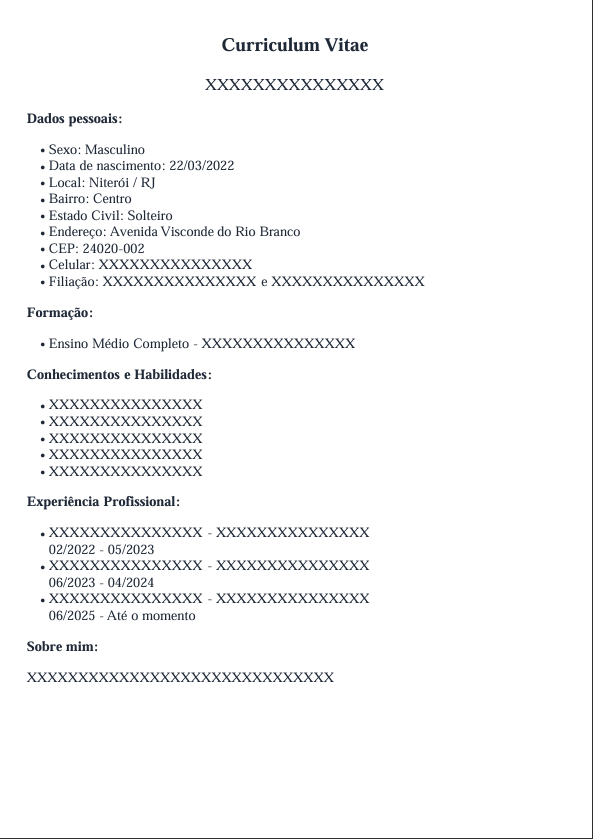 Curriculum Vitae
XXXXXXXXXXXXXXX
Dados pessoais:
• Sexo: Masculino
• Data de nascimento: 22/03/2022
• Local: Niterói / RJ
• Bairro: Centro
• Estado Civil: Solteiro
• Endereço: Avenida Visconde do Rio Branco
• CEP: 24020-002
• Celular: XXXXXXXXXXXXXXX
• Filiação: XXXXXXXXXXXXXXX e XXXXXXXXXXXXXXX
Formação:
• Ensino Médio Completo - XXXXXXXXXXXXXXX
Conhecimentos e Habilidades:
• XXXXXXXXXXXXXXX
• XXXXXXXXXXXXXXX
• XXXXXXXXXXXXXXX
• XXXXXXXXXXXXXXX
• XXXXXXXXXXXXXXX
Experiência Profissional:
• XXXXXXXXXXXXXXX - XXXXXXXXXXXXXXX
02/2022 - 05/2023
• XXXXXXXXXXXXXXX - XXXXXXXXXXXXXXX
06/2023 - 04/2024
• XXXXXXXXXXXXXXX - XXXXXXXXXXXXXXX
06/2025 - Até o momento
Sobre mim:
XXXXXXXXXXXXXXXXXXXXXXXXXXXXXX